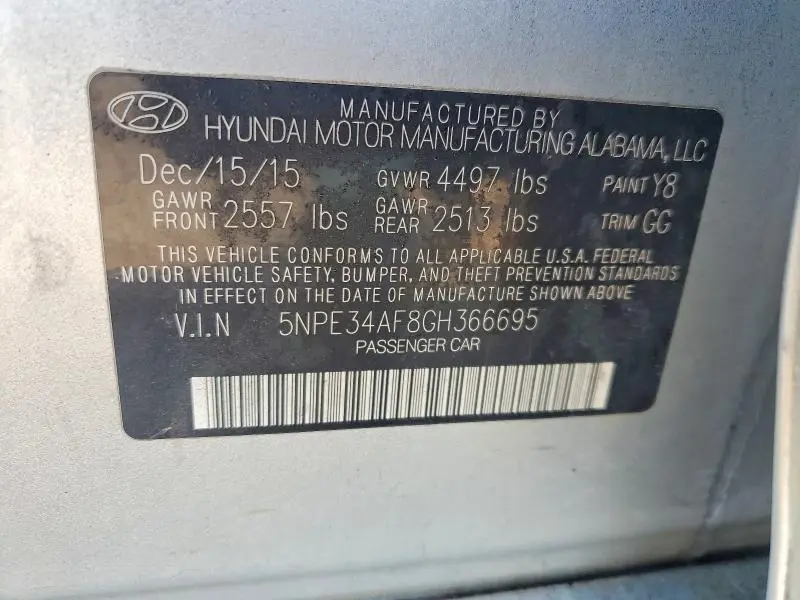 MANUFACTURED BY
HYUNDAI MOTOR MANUFACTURING ALABAMA, LLC
Dec/15/15 GVWR 4497 lbs PAINT Y8
GAWR FRONT 2557 lbs GAWR REAR 2513 lbs TRIM GG
THIS VEHICLE CONFORMS TO ALL APPLICABLE U.S.A. FEDERAL
MOTOR VEHICLE SAFETY, BUMPER, AND THEFT PREVENTION STANDARDS
IN EFFECT ON THE DATE OF MANUFACTURE SHOWN ABOVE
V.I.N 5NPE34AF8GH366695
PASSENGER CAR